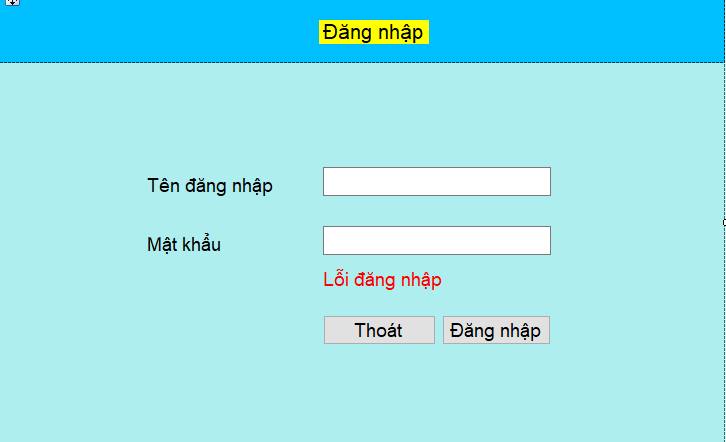 Đăng nhập
Tên đăng nhập
Mật khẩu
Lỗi đăng nhập
Thoát Đăng nhập